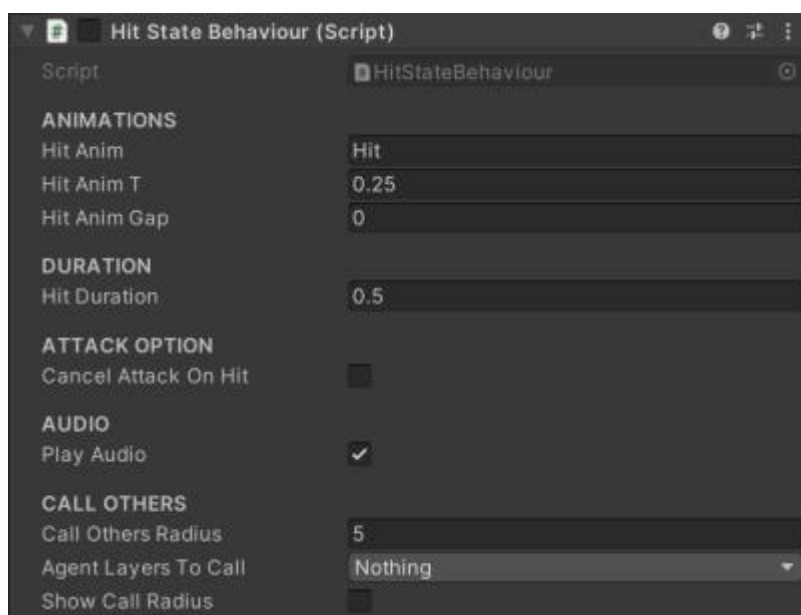 Hit State Behaviour (Script)
Script HitStateBehaviour
ANIMATIONS
Hit Anim Hit
Hit Anim T 0.25
Hit Anim Gap 0
DURATION
Hit Duration 0.5
ATTACK OPTION
Cancel Attack On Hit
AUDIO
Play Audio
CALL OTHERS
Call Others Radius 5
Agent Layers To Call Nothing
Show Call Radius